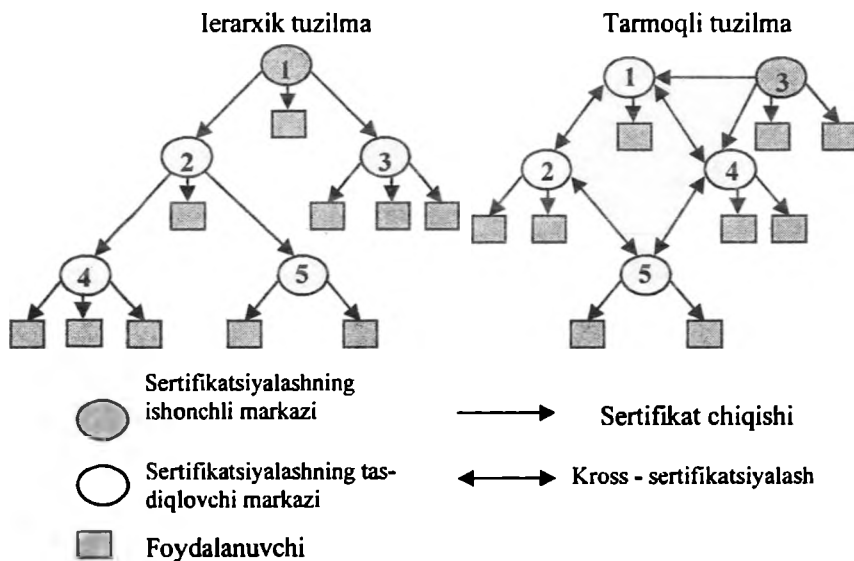 Ierarxik tuzilma
Tarmoqli tuzilma
1
2
3
4
5
1
3
2
4
5
Sertifikatsiyalashning
ishonchli markazi
Sertifikat chiqishi
Sertifikatsiyalashning tas-
diqlovchi markazi
Kross - sertifikatsiyalash
Foydalanuvchi